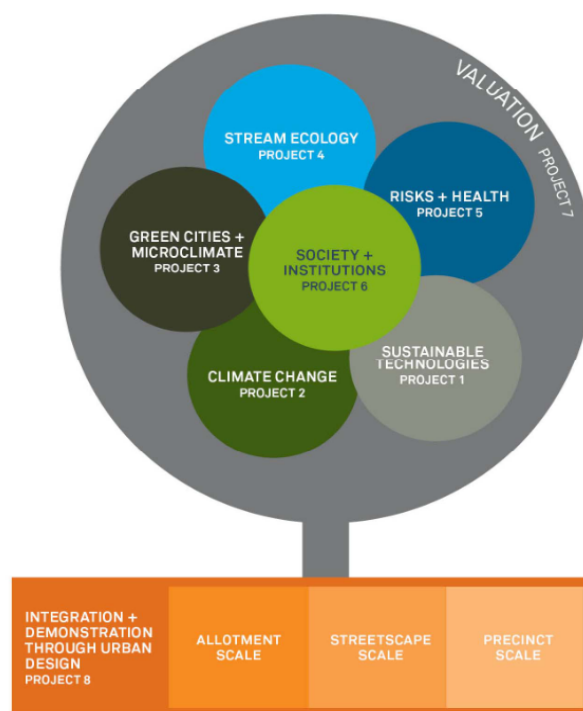 VALUATION PROJECT 7
STREAM ECOLOGY
PROJECT 4
RISKS + HEALTH
PROJECT 5
GREEN CITIES +
MICROCLIMATE
PROJECT 3
SOCIETY +
INSTITUTIONS
PROJECT 6
SUSTAINABLE
TECHNOLOGIES
PROJECT 1
CLIMATE CHANGE
PROJECT 2
INTEGRATION +
DEMONSTRATION
THROUGH URBAN
DESIGN
PROJECT 8
ALLOTMENT
SCALE
STREETSCAPE
SCALE
PRECINCT
SCALE